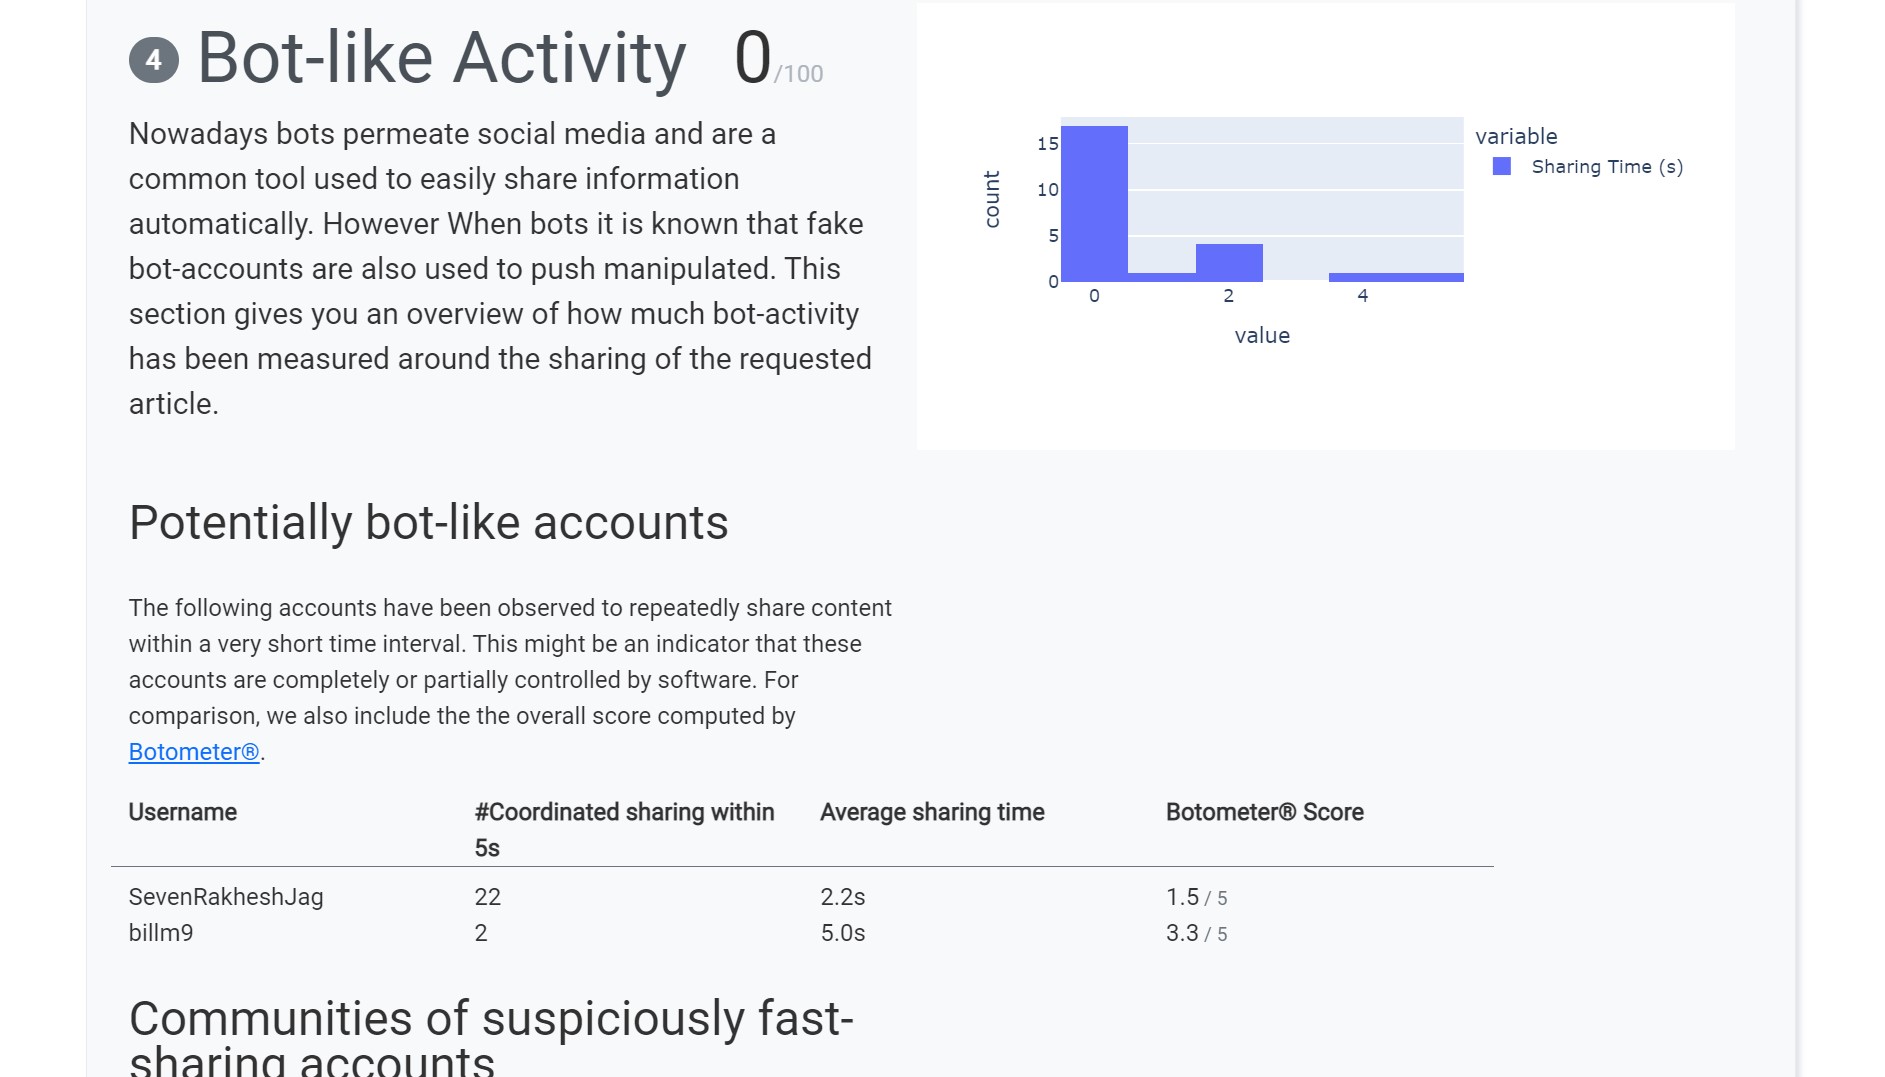 4 Bot-like Activity 0/100
Nowadays bots permeate social media and are a
common tool used to easily share information
automatically. However When bots it is known that fake
bot-accounts are also used to push manipulated. This
section gives you an overview of how much bot-activity
has been measured around the sharing of the requested
article.
count
15
10
5
0
0 2 4
value
variable
Sharing Time (s)
Potentially bot-like accounts
The following accounts have been observed to repeatedly share content
within a very short time interval. This might be an indicator that these
accounts are completely or partially controlled by software. For
comparison, we also include the the overall score computed by
Botometer®.
Username #Coordinated sharing within Average sharing time Botometer® Score
5s
SevenRakheshJag 22 2.2s 1.5 / 5
billm9 2 5.0s 3.3 / 5
Communities of suspiciously fast-
sharing accounts